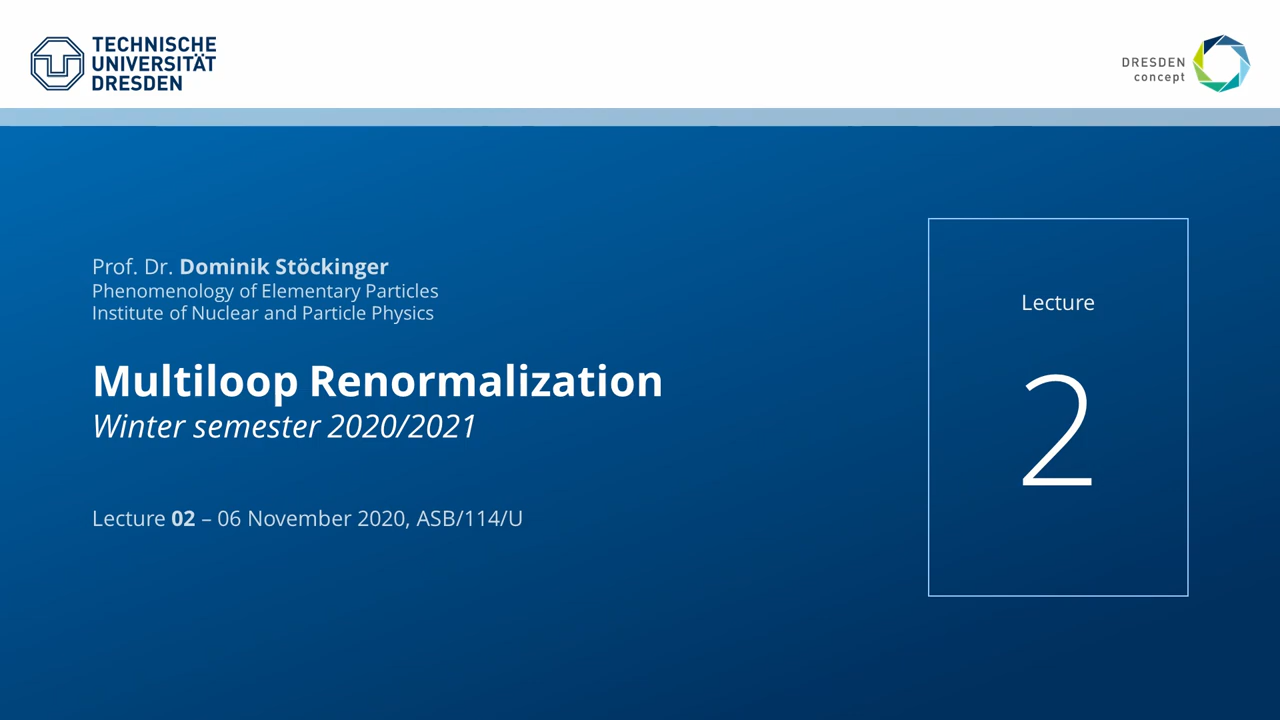 TECHNISCHE
UNIVERSITÄT
DRESDEN
DRESDEN
concept
Prof. Dr. Dominik Stöckinger
Phenomenology of Elementary Particles
Institute of Nuclear and Particle Physics
Multiloop Renormalization
Winter semester 2020/2021
Lecture 02 – 06 November 2020, ASB/114/U
Lecture
2